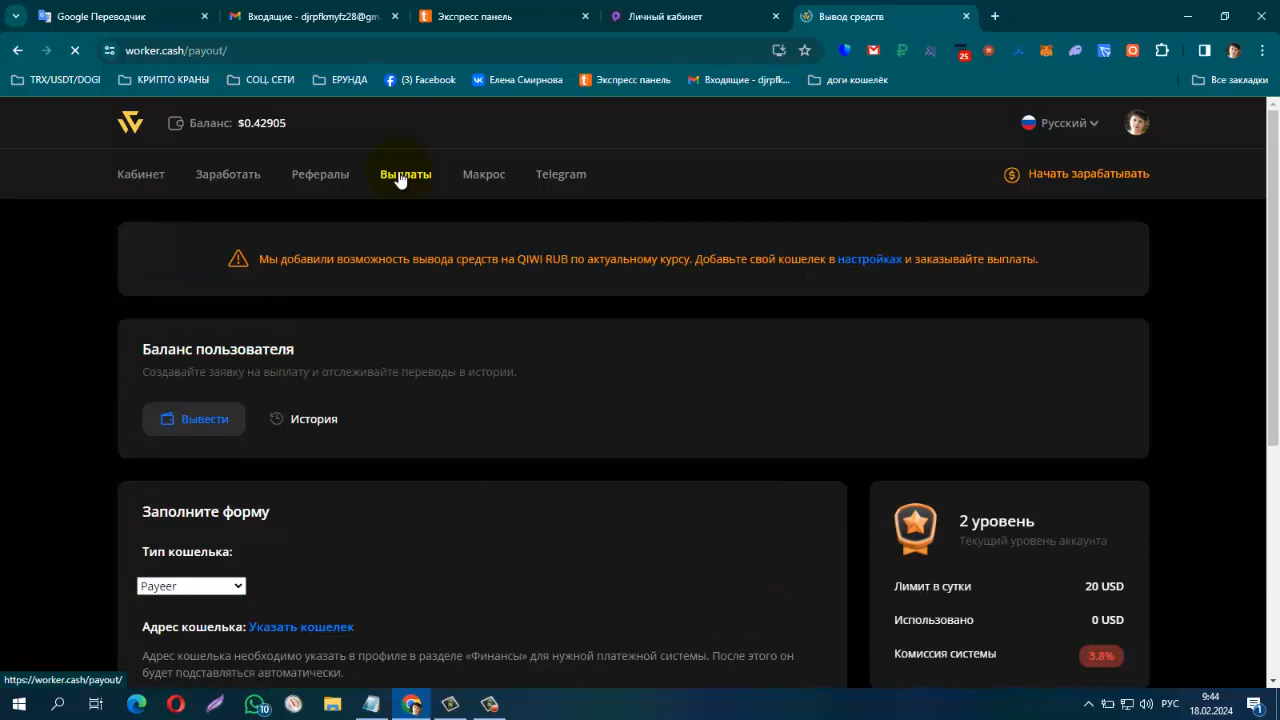 Google Переводчик
Входящие - djrpfkmyfz28@gm
Экспресс панель
Личный кабинет
Вывод средств
worker.cash/payout/
25
TRX/USDT/DOGI
КРИПТО КРАНЫ
СОЦ. СЕТИ
ЕРУНДА
(3) Facebook
Елена Смирнова
Экспресс панель
Входящие - djrpfk...
доги кошелёк
Все закладки
Баланс: $0.42905
Русский
Кабинет
Заработать
Рефералы
Выплаты
Макрос
Telegram
Начать зарабатывать
Мы добавили возможность вывода средств на QIWI RUB по актуальному курсу. Добавьте свой кошелек в настройках и заказывайте выплаты.
Баланс пользователя
Создавайте заявку на выплату и отслеживайте переводы в истории.
Вывести
История
Заполните форму
Тип кошелька:
Payeer
Адрес кошелька: Указать кошелек
Адрес кошелька необходимо указать в профиле в разделе «Финансы» для нужной платежной системы. После этого он
будет подставляться автоматически.
2 уровень
Текущий уровень аккаунта
Лимит в сутки
20 USD
Использовано
0 USD
Комиссия системы
3.8%
https://worker.cash/payout/
10
РУС
9:44
18.02.2024
1